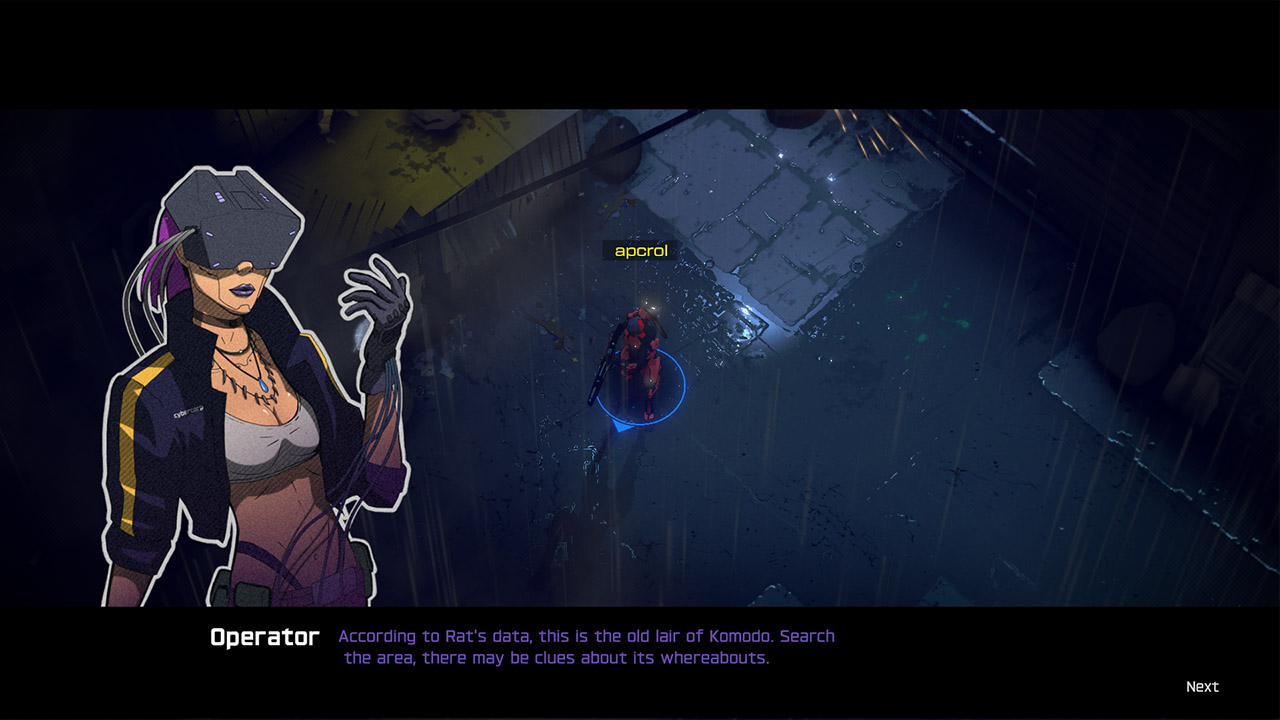 apcrol
Operator
According to Rat's data, this is the old lair of Komodo. Search
the area, there may be clues about its whereabouts.
Next